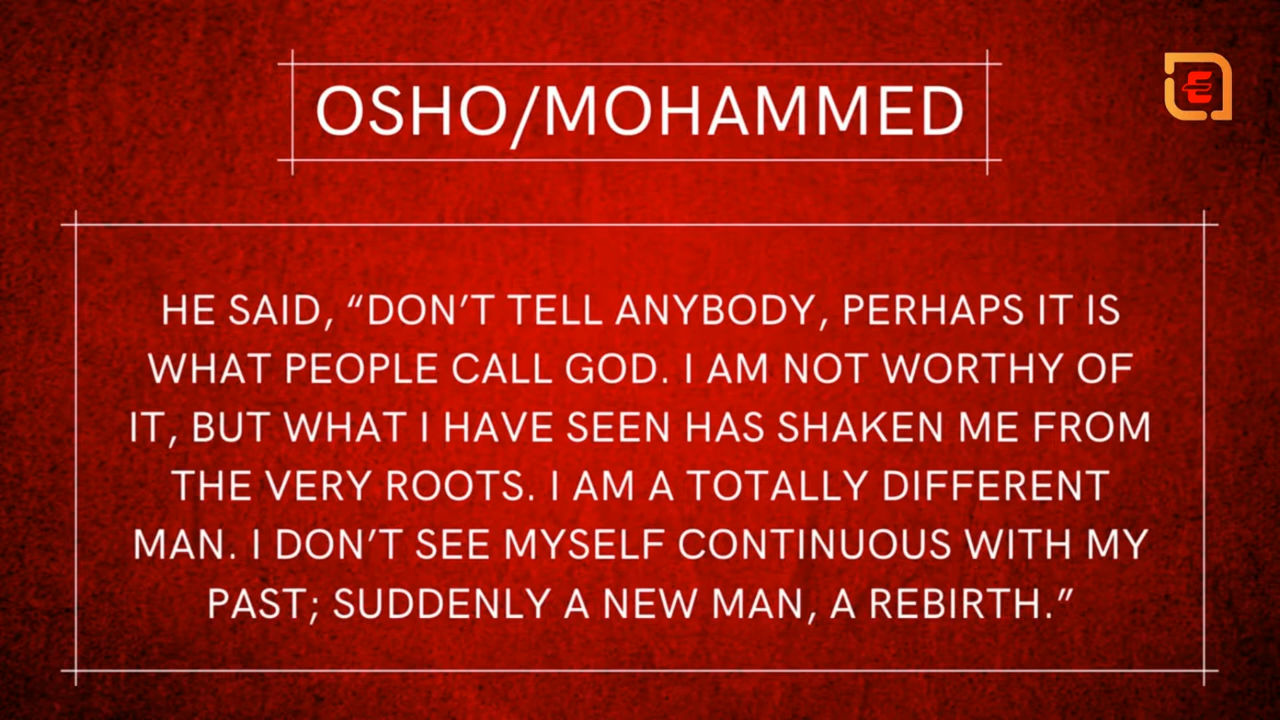 OSHO/MOHAMMED
HE SAID, “DON’T TELL ANYBODY, PERHAPS IT IS
WHAT PEOPLE CALL GOD. I AM NOT WORTHY OF
IT, BUT WHAT I HAVE SEEN HAS SHAKEN ME FROM
THE VERY ROOTS. I AM A TOTALLY DIFFERENT
MAN. I DON’T SEE MYSELF CONTINUOUS WITH MY
PAST; SUDDENLY A NEW MAN, A REBIRTH.”